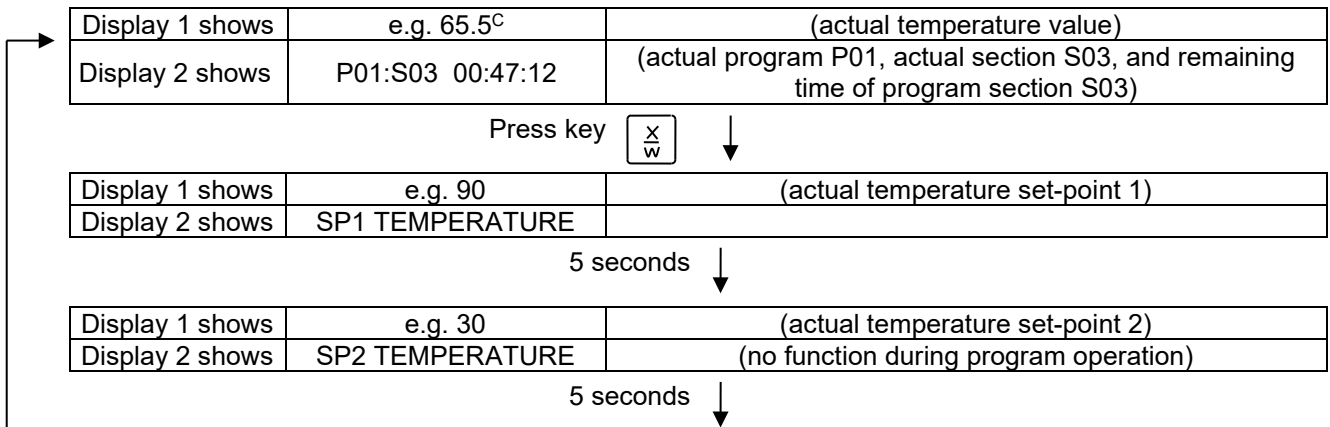 Display 1 shows e.g. 65.5ᶜ (actual temperature value)
Display 2 shows P01:S03 00:47:12 (actual program P01, actual section S03, and remaining
time of program section S03)
Press key x
w
Display 1 shows e.g. 90 (actual temperature set-point 1)
Display 2 shows SP1 TEMPERATURE
5 seconds
Display 1 shows e.g. 30 (actual temperature set-point 2)
Display 2 shows SP2 TEMPERATURE (no function during program operation)
5 seconds